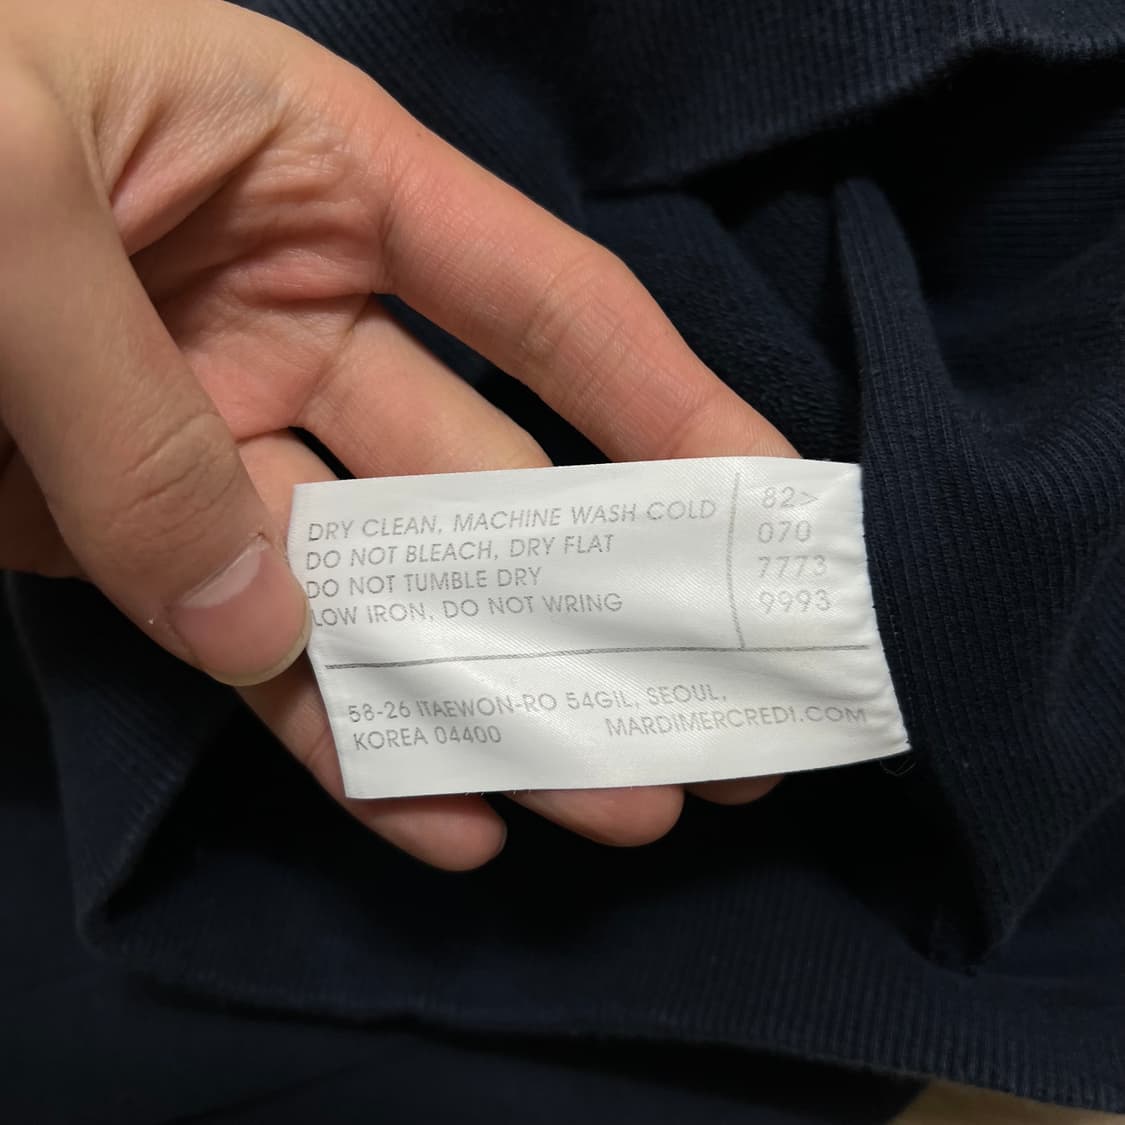 DRY CLEAN, MACHINE WASH COLD
DO NOT BLEACH, DRY FLAT
DO NOT TUMBLE DRY
LOW IRON, DO NOT WRING
82>
070
7773
9993
58-26 ITAEWON-RO 54GIL, SEOUL,
KOREA 04400
MARDIMERCREDI.COM